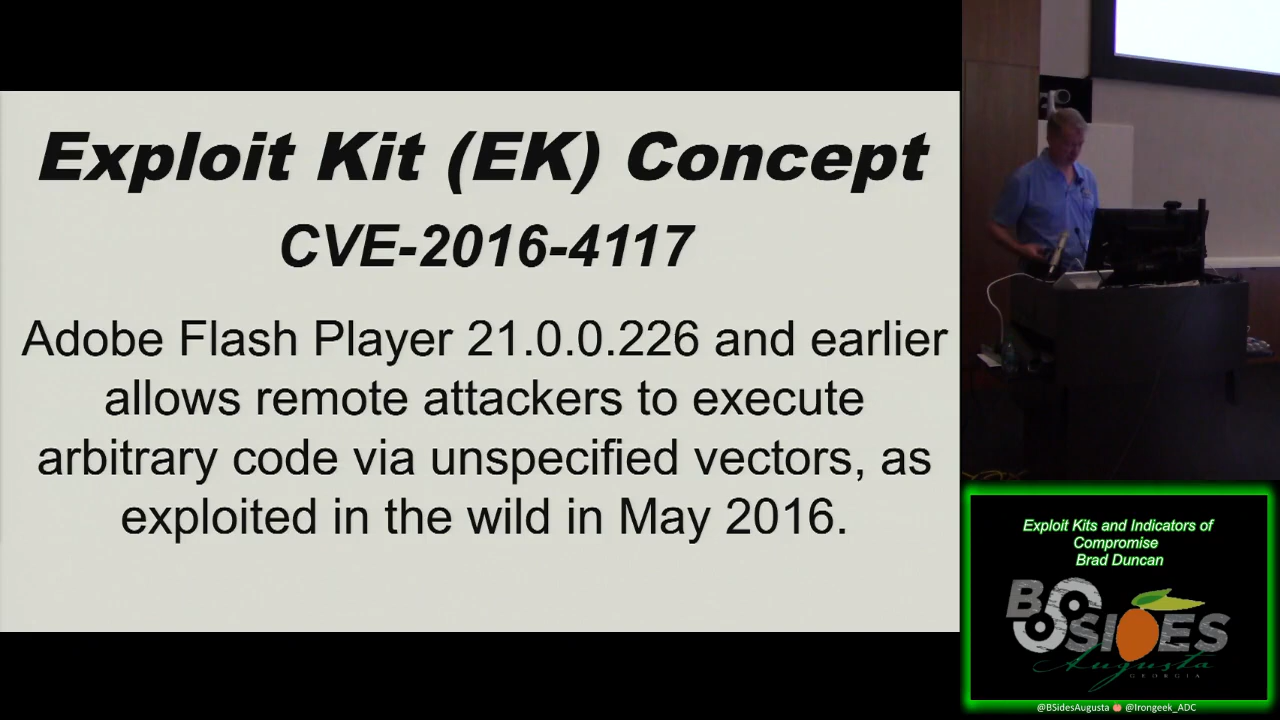 Exploit Kit (EK) Concept
CVE-2016-4117
Adobe Flash Player 21.0.0.226 and earlier
allows remote attackers to execute
arbitrary code via unspecified vectors, as
exploited in the wild in May 2016.
Exploit Kits and Indicators of
Compromise
Brad Duncan
BSIDES
Augusta
GEORGIA
@BSidesAugusta @Irongeek_ADC